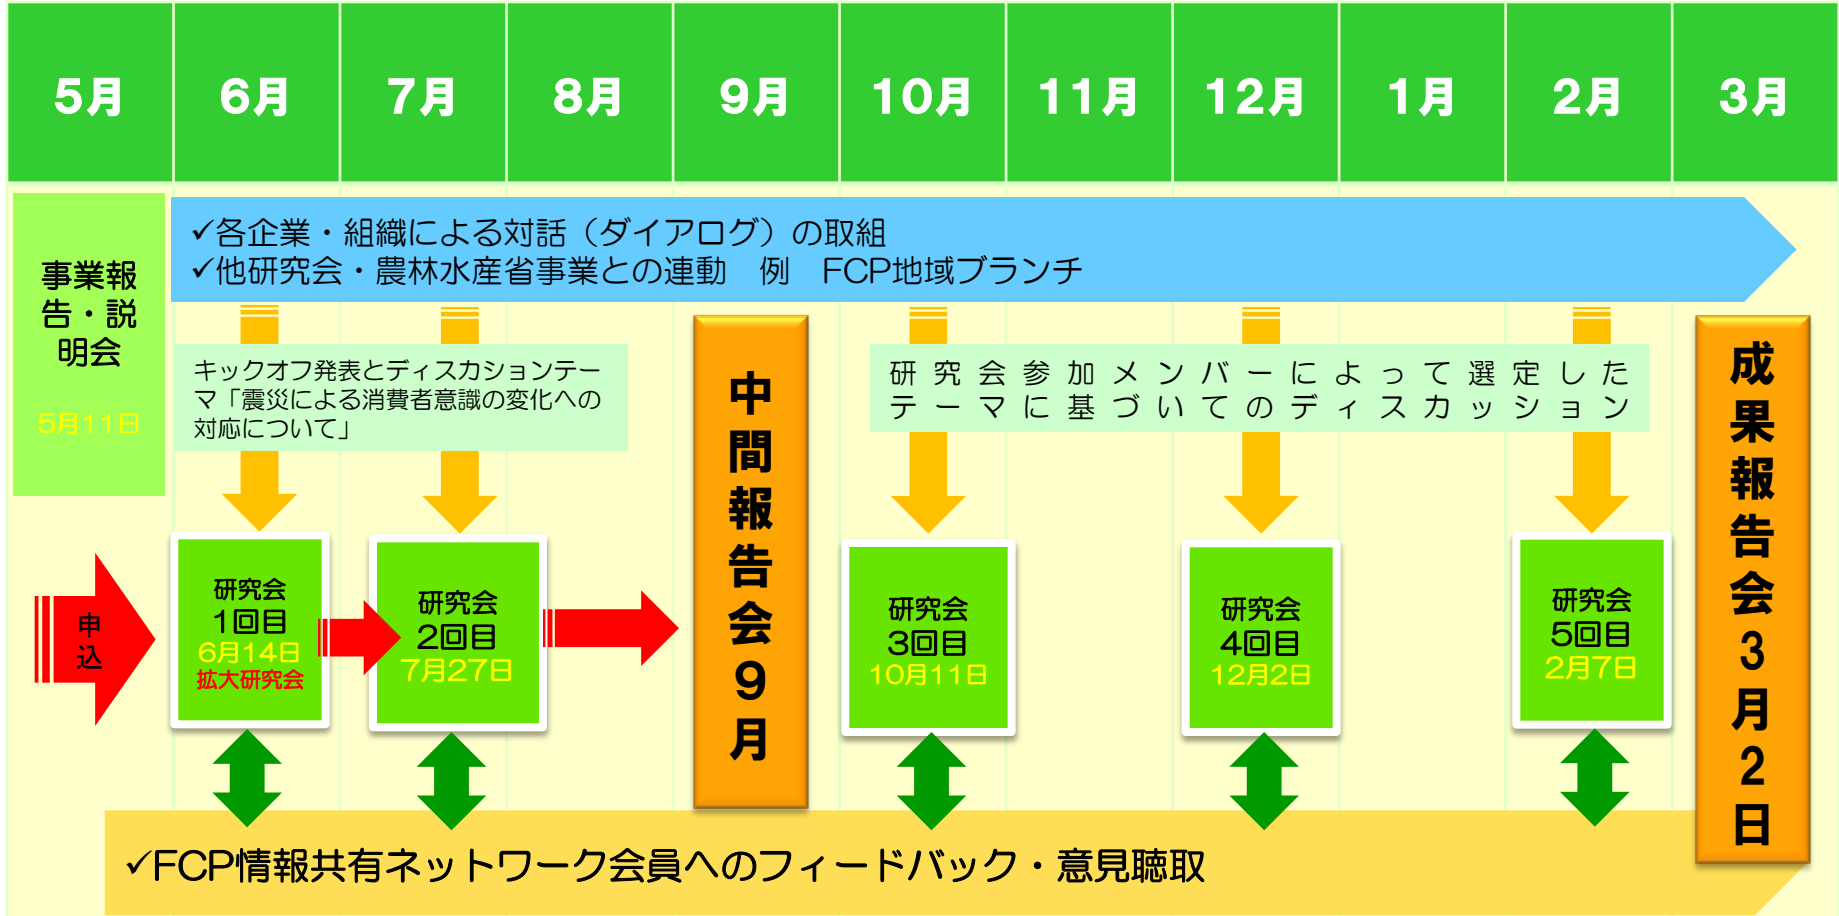 5月 6月 7月 8月 9月 10月 11月 12月 1月 2月 3月
事業報
告・説
明会
5月11日
✓各企業・組織による対話（ダイアログ）の取組
✓他研究会・農林水産省事業との連動　例　FCP地域ブランチ
キックオフ発表とディスカションテー
マ「震災による消費者意識の変化への
対応について」
研究会参加メンバーによって選定した
テーマに基づいてのディスカッション
中間報告会9月
成果報告会3月2日
申
込
研究会
1回目
6月14日
拡大研究会
研究会
2回目
7月27日
研究会
3回目
10月11日
研究会
4回目
12月2日
研究会
5回目
2月7日
✓FCP情報共有ネットワーク会員へのフィードバック・意見聴取